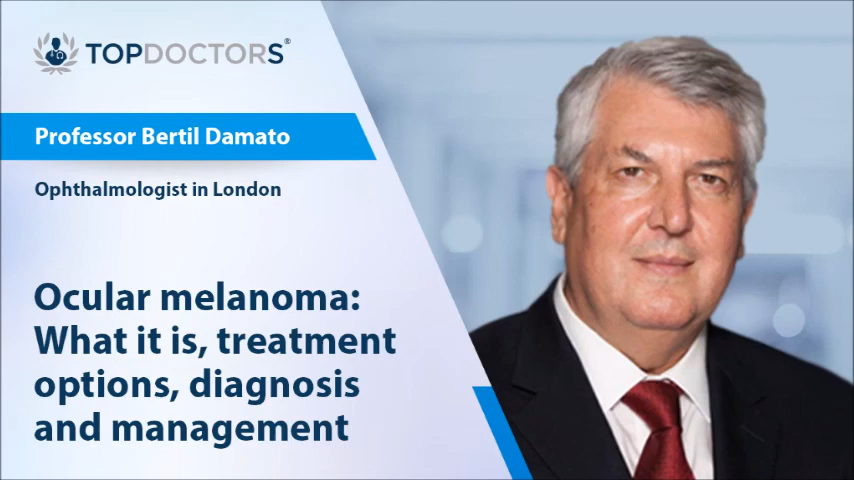 TOPDOCTORS®
Professor Bertil Damato
Ophthalmologist in London
Ocular melanoma:
What it is, treatment
options, diagnosis
and management